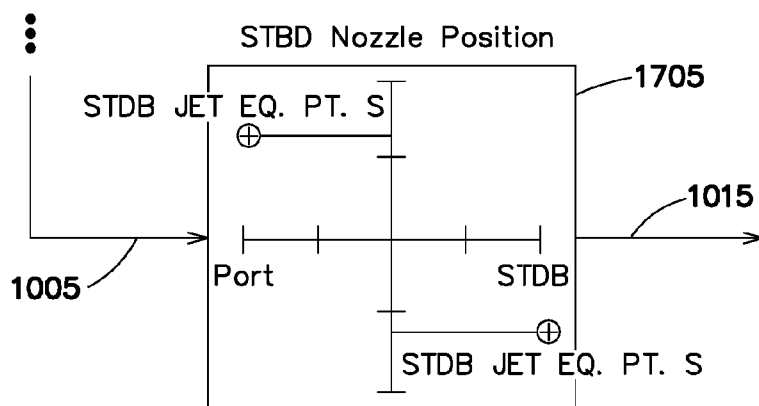 STBD Nozzle Position
1705
STDB JET EQ. PT. S
1015
1005
Port
STDB
STDB JET EQ. PT. S